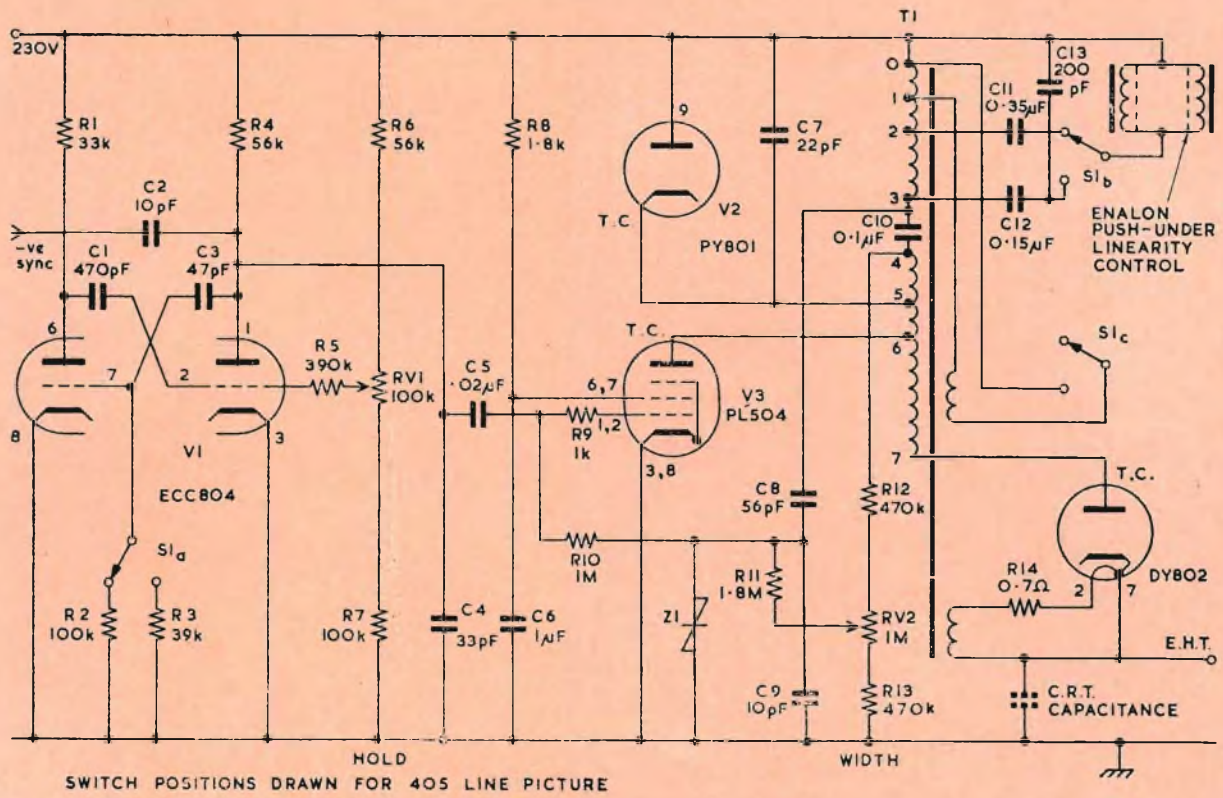 T1
230V
R1
33k
R4
56k
R6
56k
R8
1·8k
9
V2
T.C.
PY801
C7
22pF
0
1
2
3
C10
0·1µF
4
5
6
7
C11
0·35µF
C13
200
pF
S1b
C12
0·15µF
ENALON
PUSH-UNDER
LINEARITY
CONTROL
C2
10pF
-ve
sync
C1
470pF
C3
47pF
6
7
8
1
2
3
R5
390k
RV1
100k
V1
ECC804
S1a
R2
100k
R3
39k
R7
100k
C5
·02µF
T.C.
6,7
1,2
R9
1k
3,8
V3
PL504
S1c
R10
1M
C8
56pF
R12
470k
T.C.
R14
0·7Ω
2
7
DY802
C4
33pF
C6
1µF
Z1
R11
1·8M
RV2
1M
E.H.T.
C9
10pF
R13
470k
C.R.T.
CAPACITANCE
HOLD
WIDTH
SWITCH POSITIONS DRAWN FOR 405 LINE PICTURE